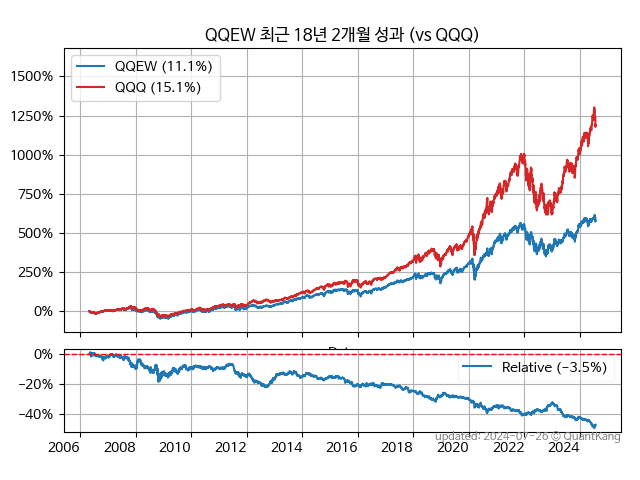 QQEW 최근 18년 2개월 성과 (vs QQQ)
QQEW (11.1%)
QQQ (15.1%)
1500%
1250%
1000%
750%
500%
250%
0%
0%
−20%
−40%
Relative (−3.5%)
2006 2008 2010 2012 2014 2016 2018 2020 2022 2024
updated: 2024-07-26 © QuantKang